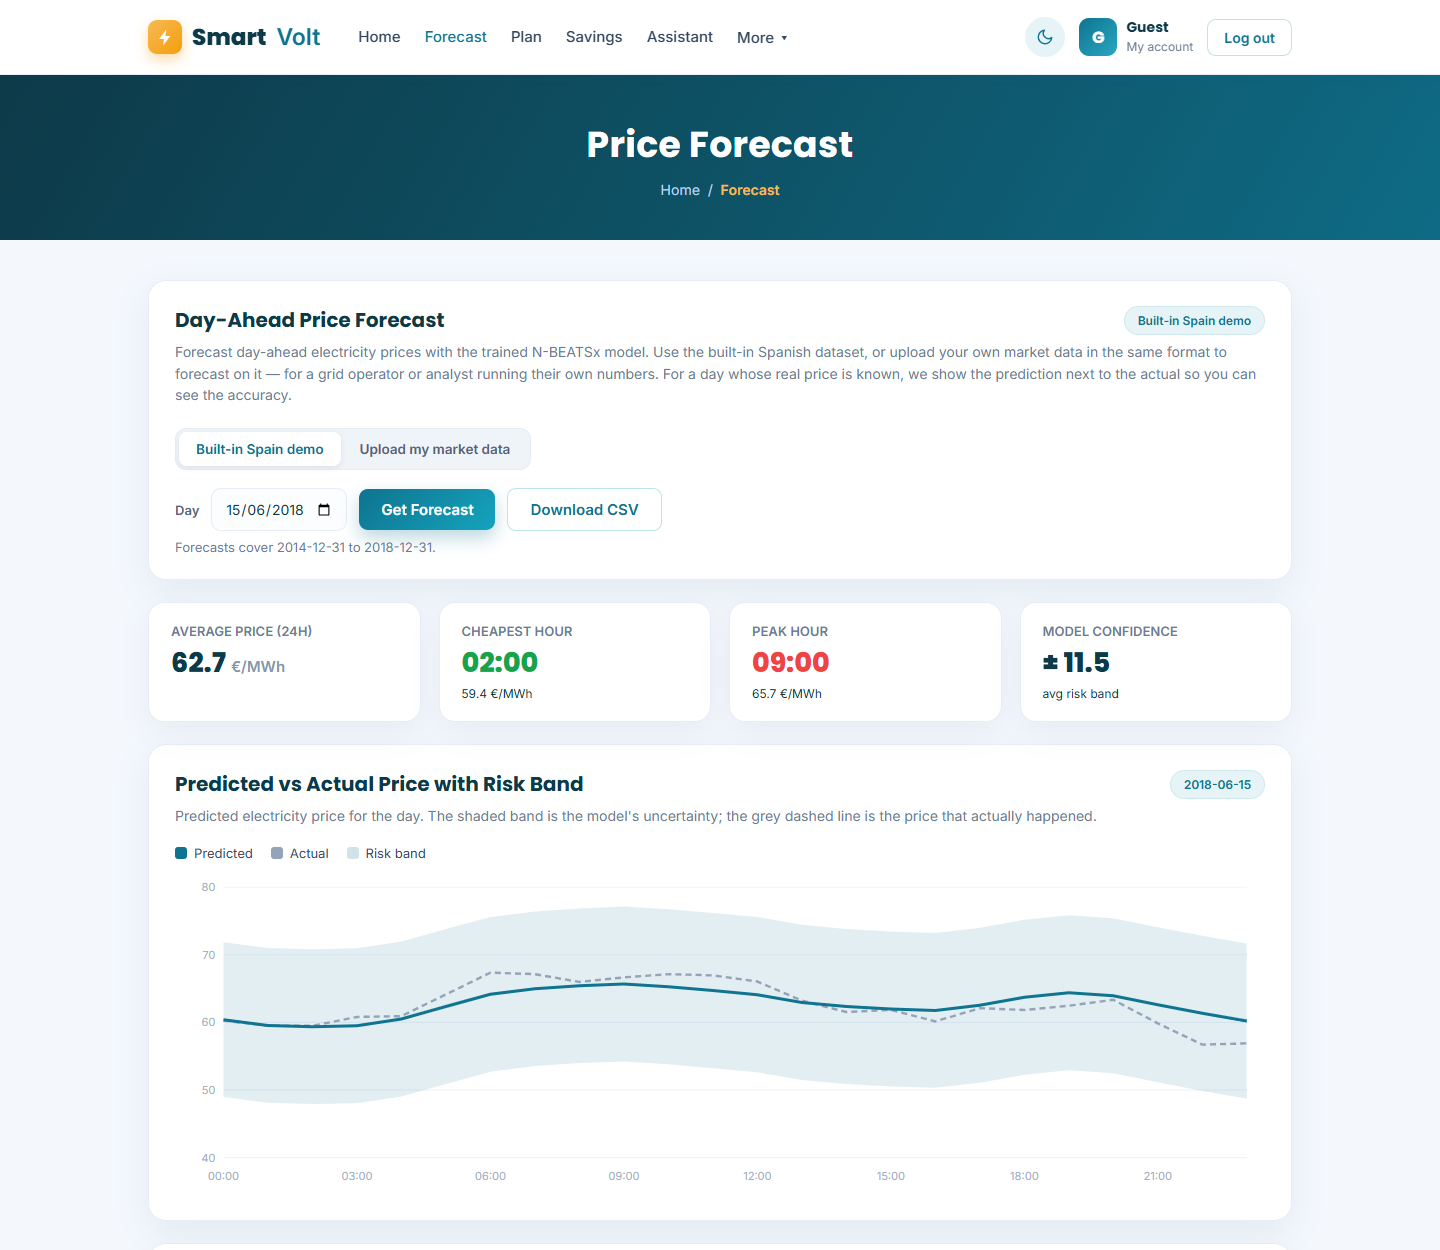 Smart Volt
Home Forecast Plan Savings Assistant More ▾
G
Guest
My account
Log out
Price Forecast
Home / Forecast
Day-Ahead Price Forecast
Built-in Spain demo
Forecast day-ahead electricity prices with the trained N-BEATSx model. Use the built-in Spanish dataset, or upload your own market data in the same format to
forecast on it — for a grid operator or analyst running their own numbers. For a day whose real price is known, we show the prediction next to the actual so you can
see the accuracy.
Built-in Spain demo Upload my market data
Day 15/06/2018 Get Forecast Download CSV
Forecasts cover 2014-12-31 to 2018-12-31.
AVERAGE PRICE (24H)
62.7 €/MWh
CHEAPEST HOUR
02:00
59.4 €/MWh
PEAK HOUR
09:00
65.7 €/MWh
MODEL CONFIDENCE
± 11.5
avg risk band
Predicted vs Actual Price with Risk Band
2018-06-15
Predicted electricity price for the day. The shaded band is the model's uncertainty; the grey dashed line is the price that actually happened.
Predicted Actual Risk band
80
70
60
50
40
00:00 03:00 06:00 09:00 12:00 15:00 18:00 21:00